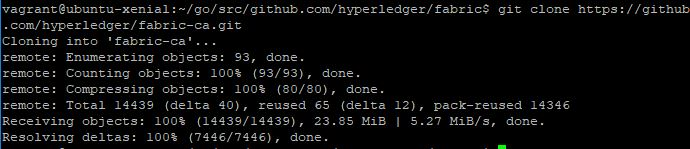 vagrant@ubuntu-xenial:~/go/src/github.com/hyperledger/fabric$ git clone https://github
.com/hyperledger/fabric-ca.git
Cloning into 'fabric-ca'...
remote: Enumerating objects: 93, done.
remote: Counting objects: 100% (93/93), done.
remote: Compressing objects: 100% (80/80), done.
remote: Total 14439 (delta 40), reused 65 (delta 12), pack-reused 14346
Receiving objects: 100% (14439/14439), 23.85 MiB | 5.27 MiB/s, done.
Resolving deltas: 100% (7446/7446), done.